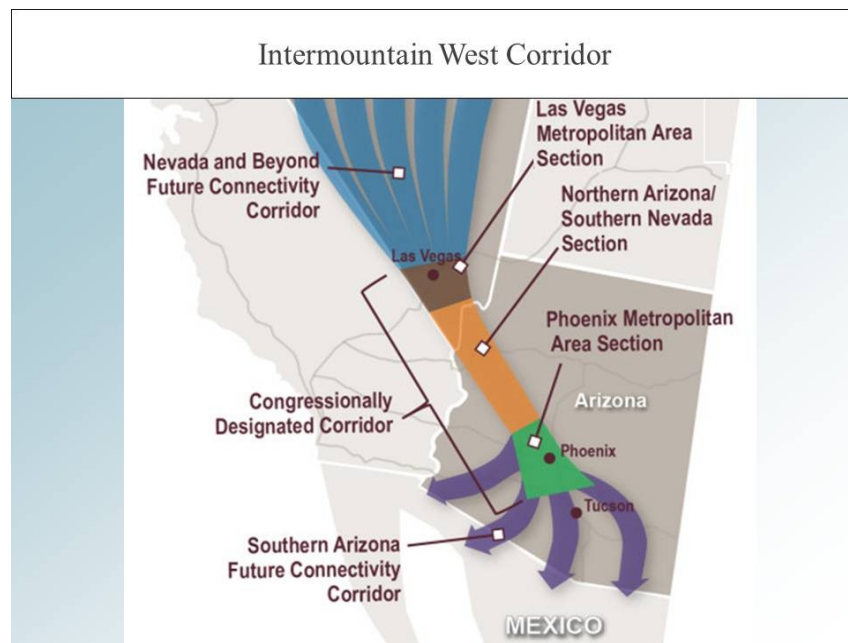 Intermountain West Corridor
Las Vegas
Metropolitan Area
Section
Nevada and Beyond
Future Connectivity
Corridor
Northern Arizona/
Southern Nevada
Section
Las Vegas
Phoenix Metropolitan
Area Section
Congressionally
Designated Corridor
Arizona
Phoenix
Tucson
Southern Arizona
Future Connectivity
Corridor
MEXICO